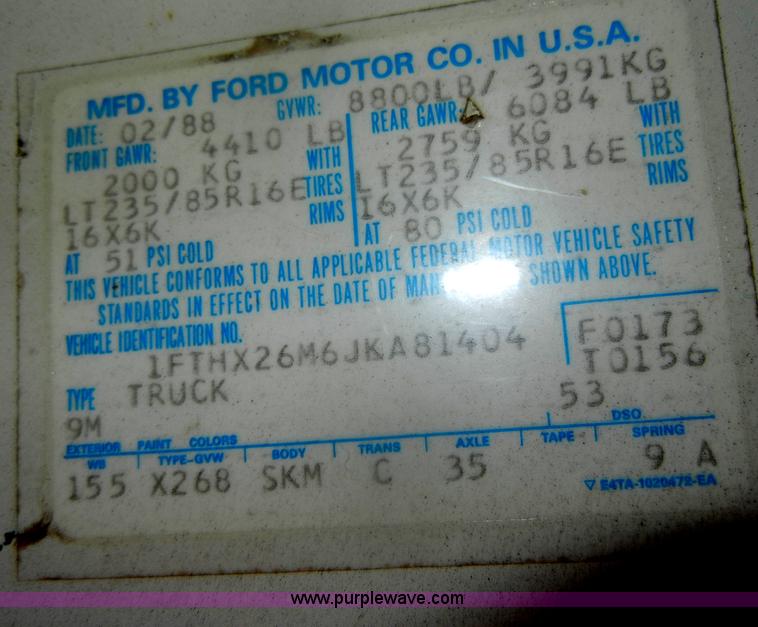 MFD. BY FORD MOTOR CO. IN U.S.A.
DATE: 02/88 GVWR: 8800LB/ 3991KG
FRONT GAWR: 4410 LB REAR GAWR: 6084 LB
2000 KG WITH 2759 KG WITH
LT235/85R16E TIRES LT235/85R16E TIRES
16X6K RIMS 16X6K RIMS
AT 51 PSI COLD AT 80 PSI COLD
THIS VEHICLE CONFORMS TO ALL APPLICABLE FEDERAL MOTOR VEHICLE SAFETY
STANDARDS IN EFFECT ON THE DATE OF SHOWN ABOVE.
VEHICLE IDENTIFICATION NO.
1FTHX26M6JKA81404 F0173
T0156
TYPE TRUCK 53
9M
EXTERIOR PAINT COLORS DSO
WB TYPE-GVW BODY TRANS AXLE TAPE SPRING
155 X268 SKM C 35 9 A
▽ E4TA-1020472-EA
www.purplewave.com